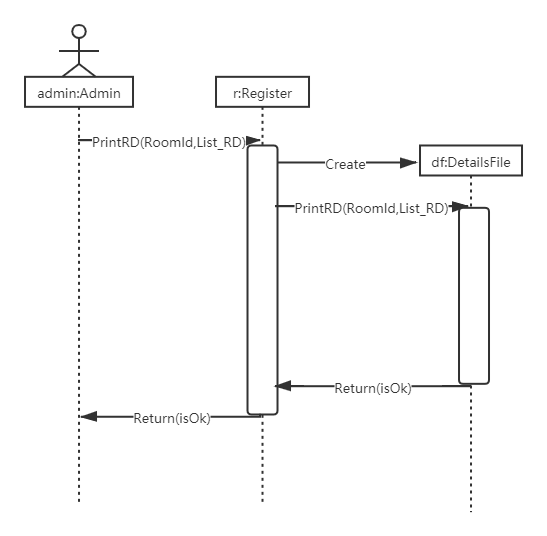 admin:Admin
r:Register
PrintRD(RoomId,List_RD)
Create
df:DetailsFile
PrintRD(RoomId,List_RD)
Return(isOk)
Return(isOk)